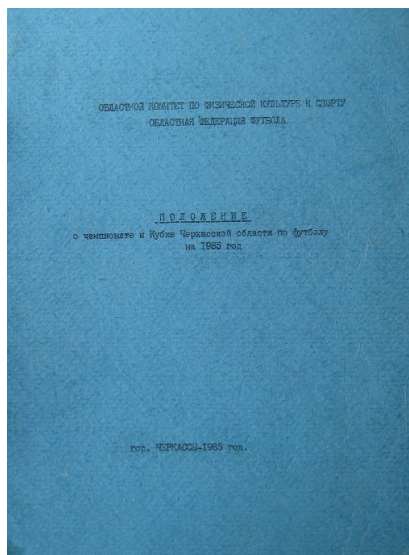 ОБЛАСТНОЙ КОМИТЕТ ПО ФИЗИЧЕСКОЙ КУЛЬТУРЕ И СПОРТУ
ОБЛАСТНАЯ ФЕДЕРАЦИЯ ФУТБОЛА
ПОЛОЖЕНИЕ
о чемпионате и Кубке Черкасской области по футболу
на 1985 год
гор. ЧЕРКАССЫ-1985 год.